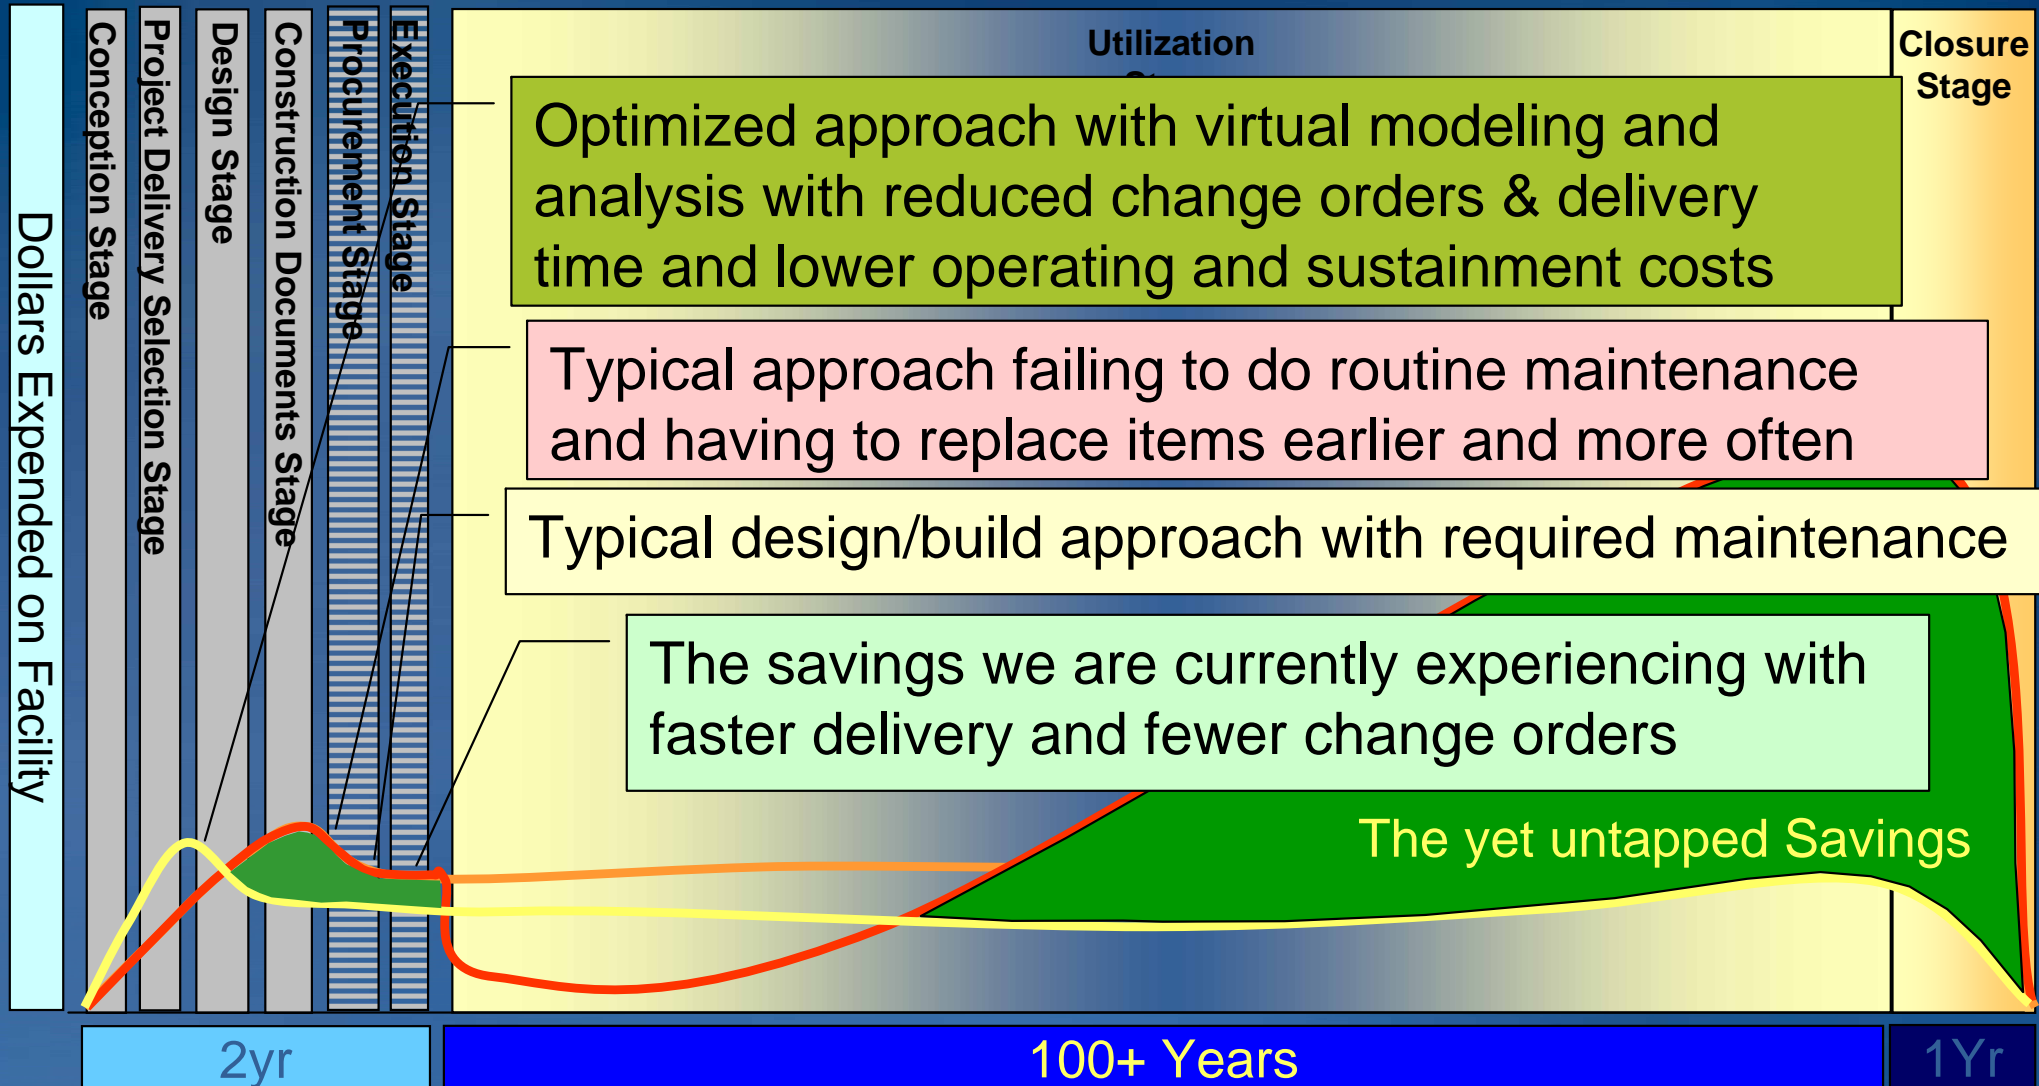 Dollars Expended on Facility
Conception Stage
Project Delivery Selection Stage
Design Stage
Construction Documents Stage
Procurement Stage
Execution Stage
Utilization
Closure
Stage
Optimized approach with virtual modeling and
analysis with reduced change orders & delivery
time and lower operating and sustainment costs
Typical approach failing to do routine maintenance
and having to replace items earlier and more often
Typical design/build approach with required maintenance
The savings we are currently experiencing with
faster delivery and fewer change orders
The yet untapped Savings
2yr
100+ Years
1Yr